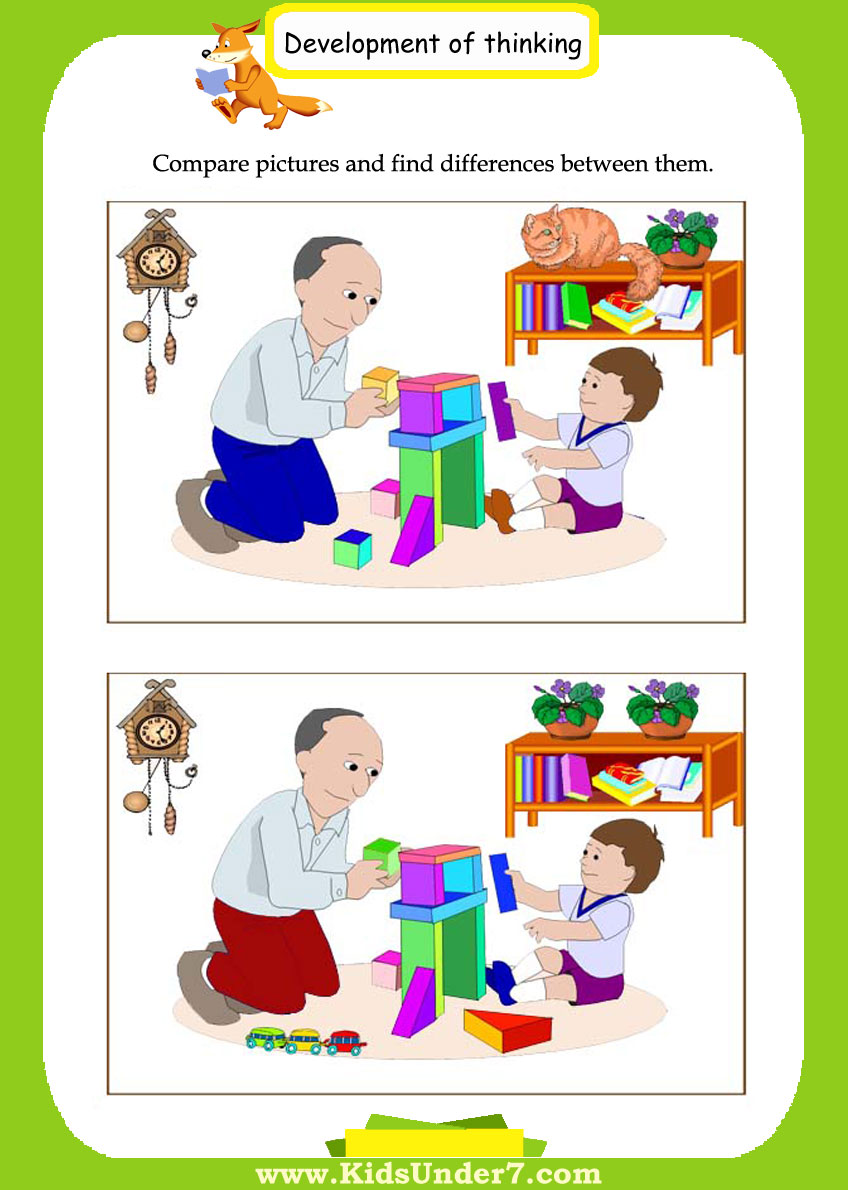 Development of thinking
Compare pictures and find differences between them.
www.KidsUnder7.com